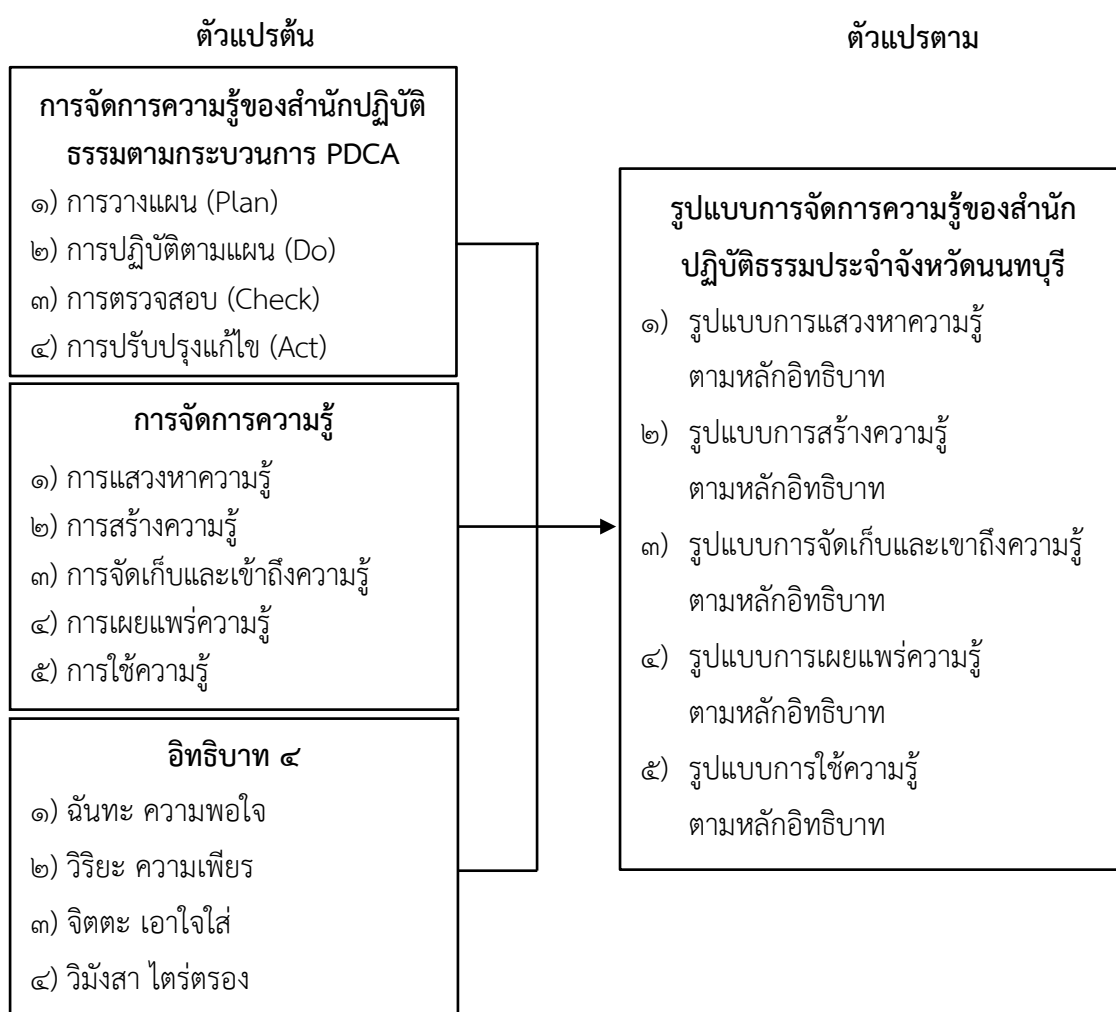 ตัวแปรต้น
การจัดการความรู้ของสำนักปฏิบัติ
ธรรมตามกระบวนการ PDCA
๑) การวางแผน (Plan)
๒) การปฏิบัติตามแผน (Do)
๓) การตรวจสอบ (Check)
๔) การปรับปรุงแก้ไข (Act)
การจัดการความรู้
๑) การแสวงหาความรู้
๒) การสร้างความรู้
๓) การจัดเก็บและเข้าถึงความรู้
๔) การเผยแพร่ความรู้
๕) การใช้ความรู้
อิทธิบาท ๔
๑) ฉันทะ ความพอใจ
๒) วิริยะ ความเพียร
๓) จิตตะ เอาใจใส่
๔) วิมังสา ไตร่ตรอง
ตัวแปรตาม
รูปแบบการจัดการความรู้ของสำนัก
ปฏิบัติธรรมประจำจังหวัดนนทบุรี
๑) รูปแบบการแสวงหาความรู้
ตามหลักอิทธิบาท
๒) รูปแบบการสร้างความรู้
ตามหลักอิทธิบาท
๓) รูปแบบการจัดเก็บและเขาถึงความรู้
ตามหลักอิทธิบาท
๔) รูปแบบการเผยแพร่ความรู้
ตามหลักอิทธิบาท
๕) รูปแบบการใช้ความรู้
ตามหลักอิทธิบาท